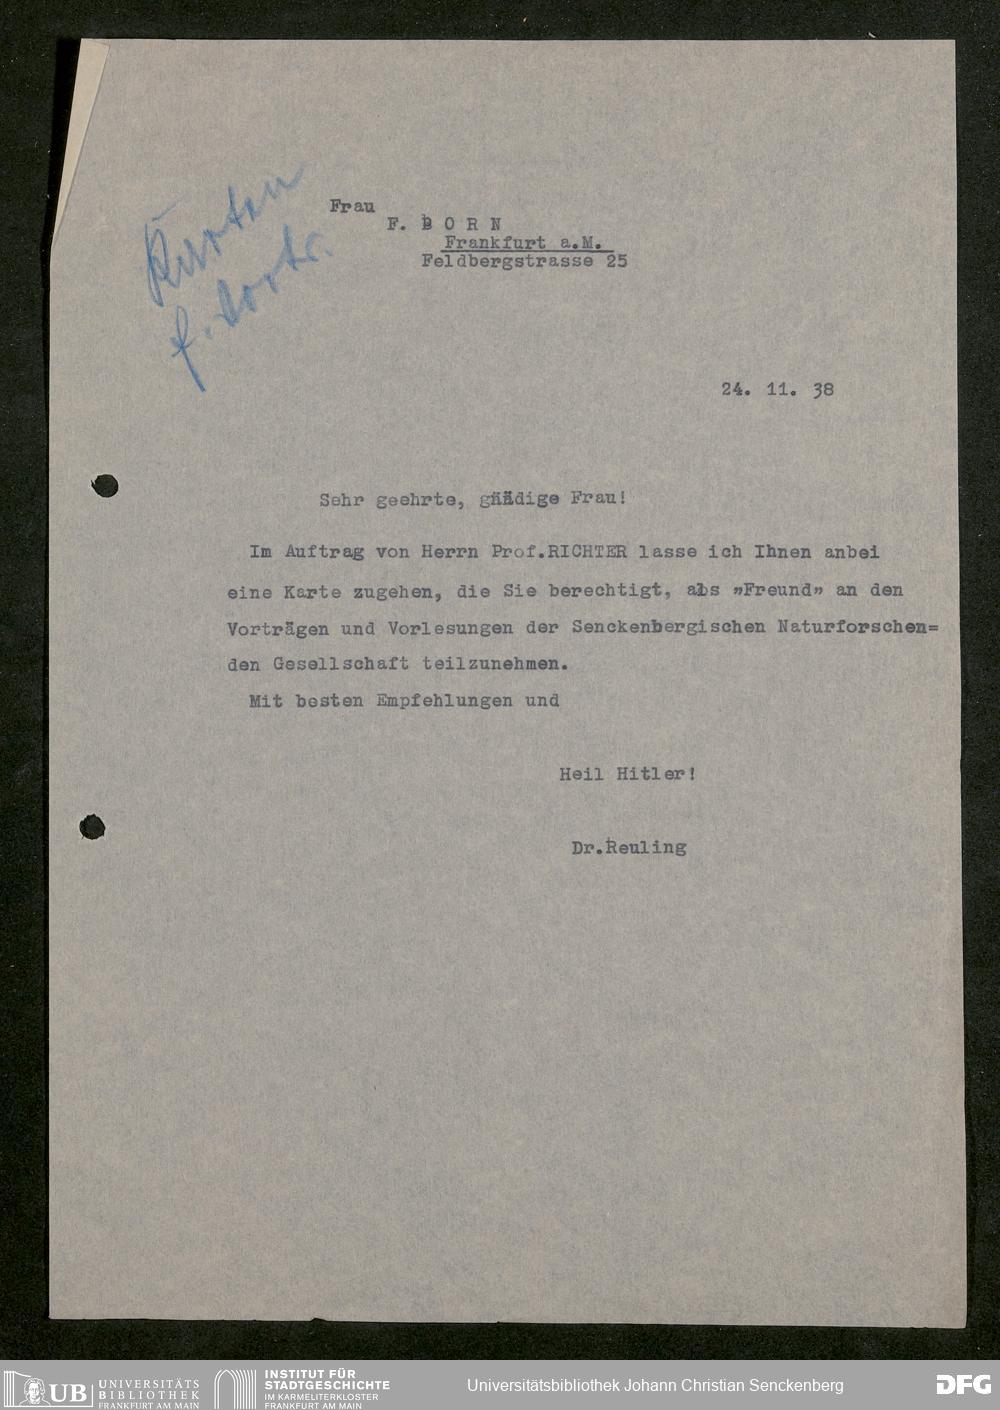 Karten
f. Vortr.
Frau
F. B O R N
Frankfurt a.M.
Feldbergstrasse 25
24. 11. 38
Sehr geehrte, gnädige Frau!
Im Auftrag von Herrn Prof.RICHTER lasse ich Ihnen anbei
eine Karte zugehen, die Sie berechtigt, als „Freund” an den
Vorträgen und Vorlesungen der Senckenbergischen Naturforschen=
den Gesellschaft teilzunehmen.
Mit besten Empfehlungen und
Heil Hitler!
Dr.Reuling
UB UNIVERSITÄTS
BIBLIOTHEK
FRANKFURT AM MAIN
INSTITUT FÜR
STADTGESCHICHTE
IM KARMELITERKLOSTER
FRANKFURT AM MAIN
Universitätsbibliothek Johann Christian Senckenberg
DFG